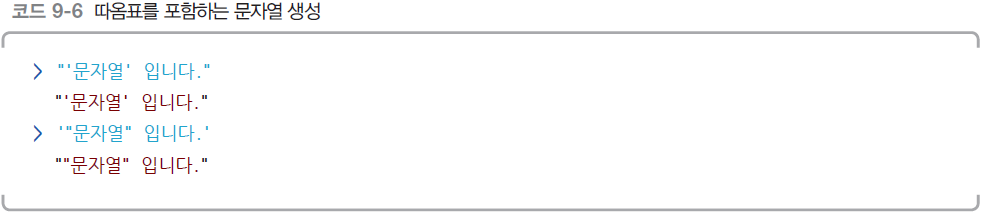 코드 9-6 따옴표를 포함하는 문자열 생성
> "'문자열' 입니다."
"'문자열' 입니다."
> '"문자열" 입니다.'
""문자열" 입니다."